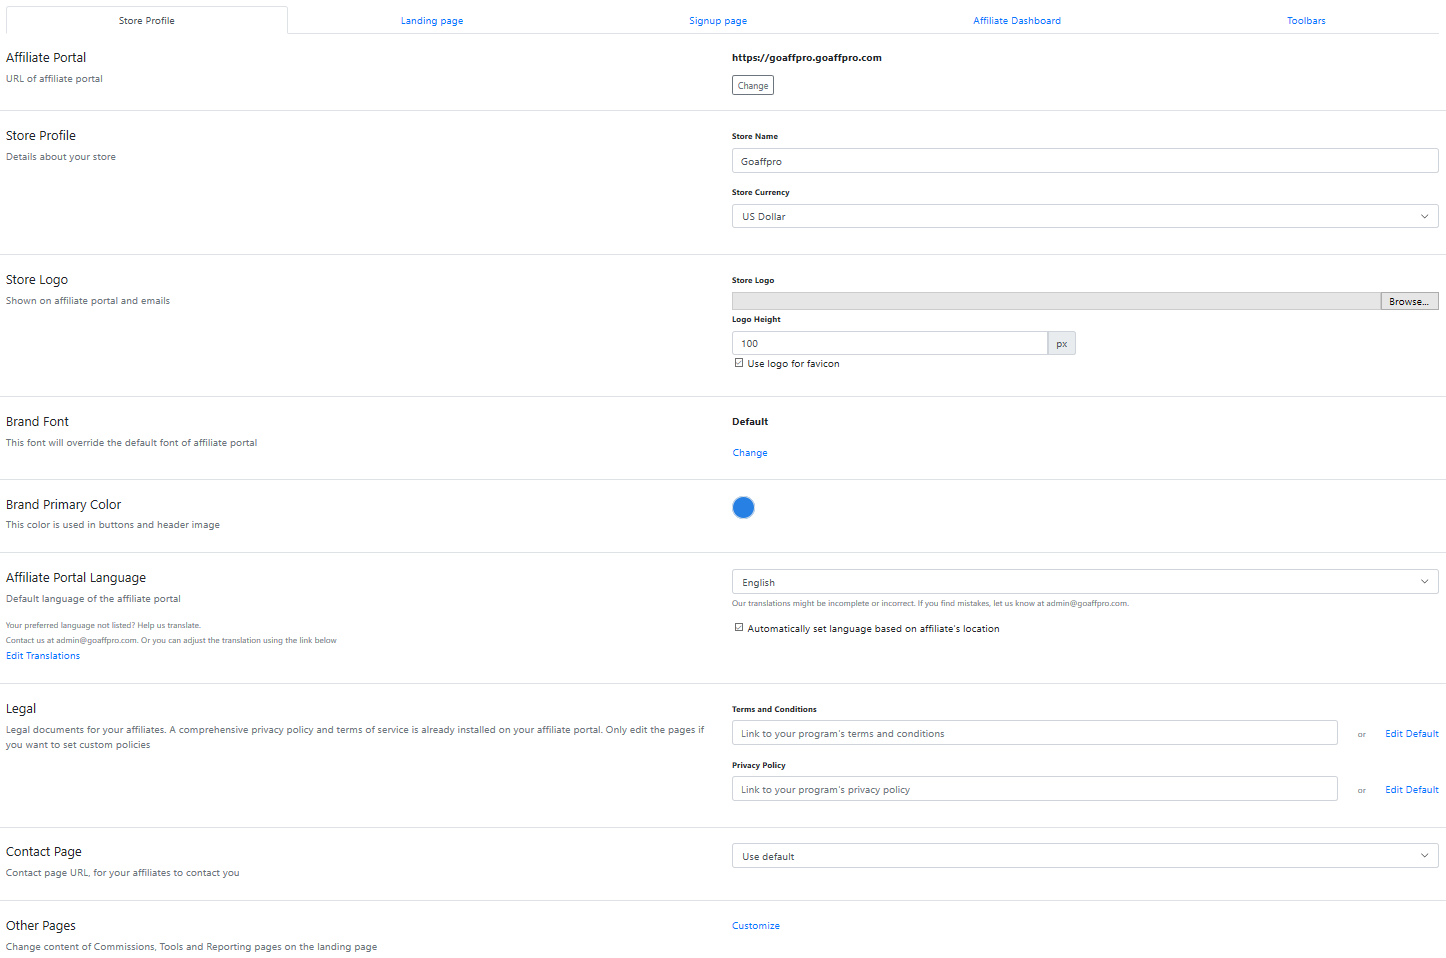 Store Profile
Landing page
Signup page
Affiliate Dashboard
Toolbars
Affiliate Portal
URL of affiliate portal
https://goaffpro.goaffpro.com
Change
Store Profile
Details about your store
Store Name
Goaffpro
Store Currency
US Dollar
Store Logo
Shown on affiliate portal and emails
Store Logo
Browse...
Logo Height
100
px
Use logo for favicon
Brand Font
This font will override the default font of affiliate portal
Default
Change
Brand Primary Color
This color is used in buttons and header image
Affiliate Portal Language
Default language of the affiliate portal
Your preferred language not listed? Help us translate.
Contact us at admin@goaffpro.com. Or you can adjust the translation using the link below
Edit Translations
English
Our translations might be incomplete or incorrect. If you find mistakes, let us know at admin@goaffpro.com.
Automatically set language based on affiliate's location
Legal
Legal documents for your affiliates. A comprehensive privacy policy and terms of service is already installed on your affiliate portal. Only edit the pages if
you want to set custom policies
Terms and Conditions
Link to your program's terms and conditions
or
Edit Default
Privacy Policy
Link to your program's privacy policy
or
Edit Default
Contact Page
Contact page URL, for your affiliates to contact you
Use default
Other Pages
Change content of Commissions, Tools and Reporting pages on the landing page
Customize